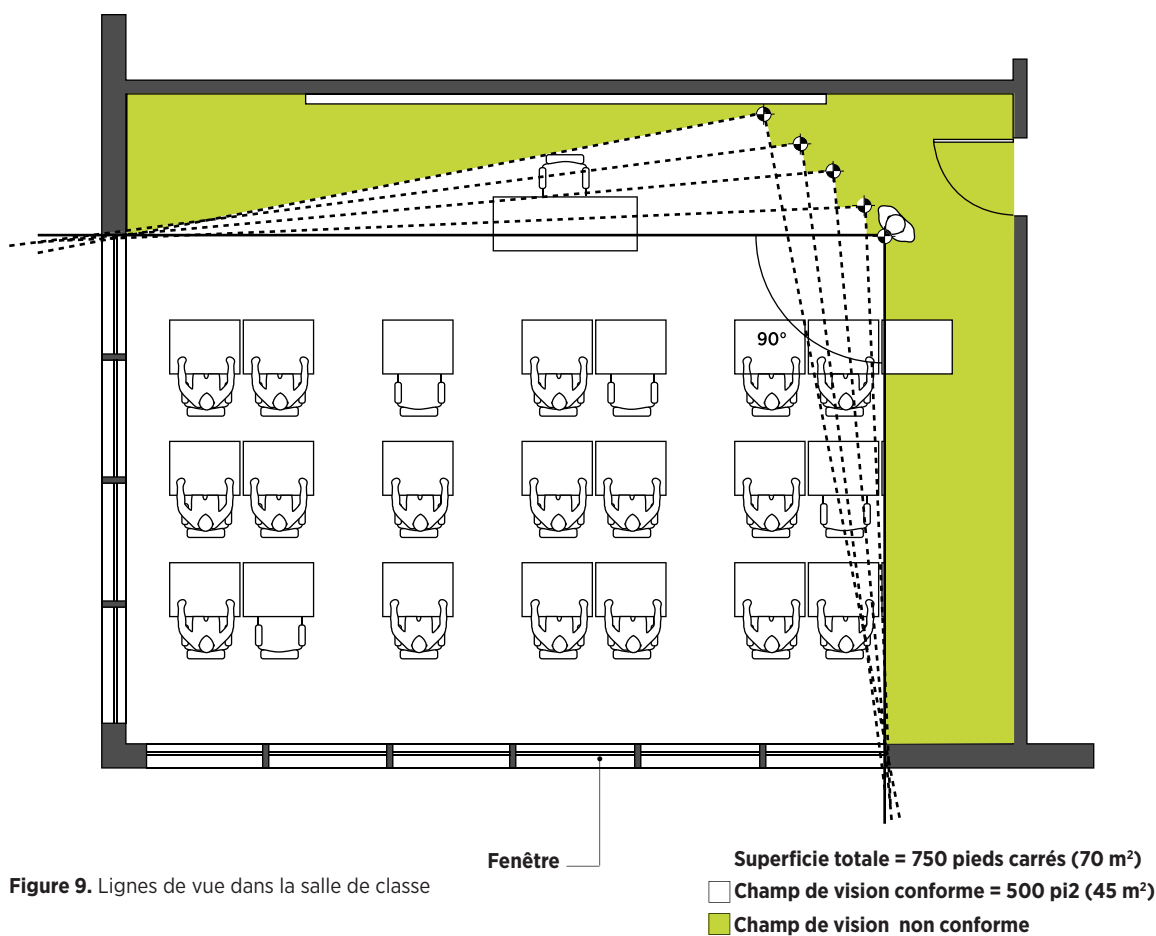 90°
Fenêtre
Figure 9. Lignes de vue dans la salle de classe
Superficie totale = 750 pieds carrés (70 m²)
Champ de vision conforme = 500 pi2 (45 m²)
Champ de vision non conforme